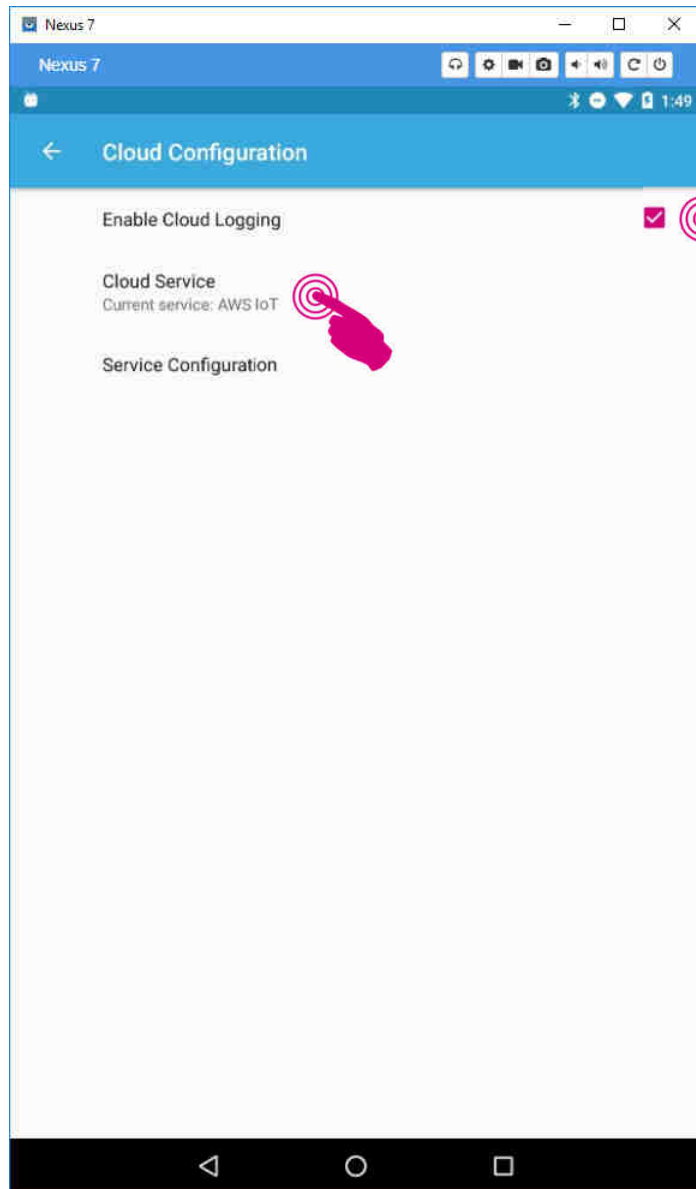 Nexus 7
Nexus 7
1:49
Cloud Configuration
Enable Cloud Logging
Cloud Service
Current service: AWS IoT
Service Configuration